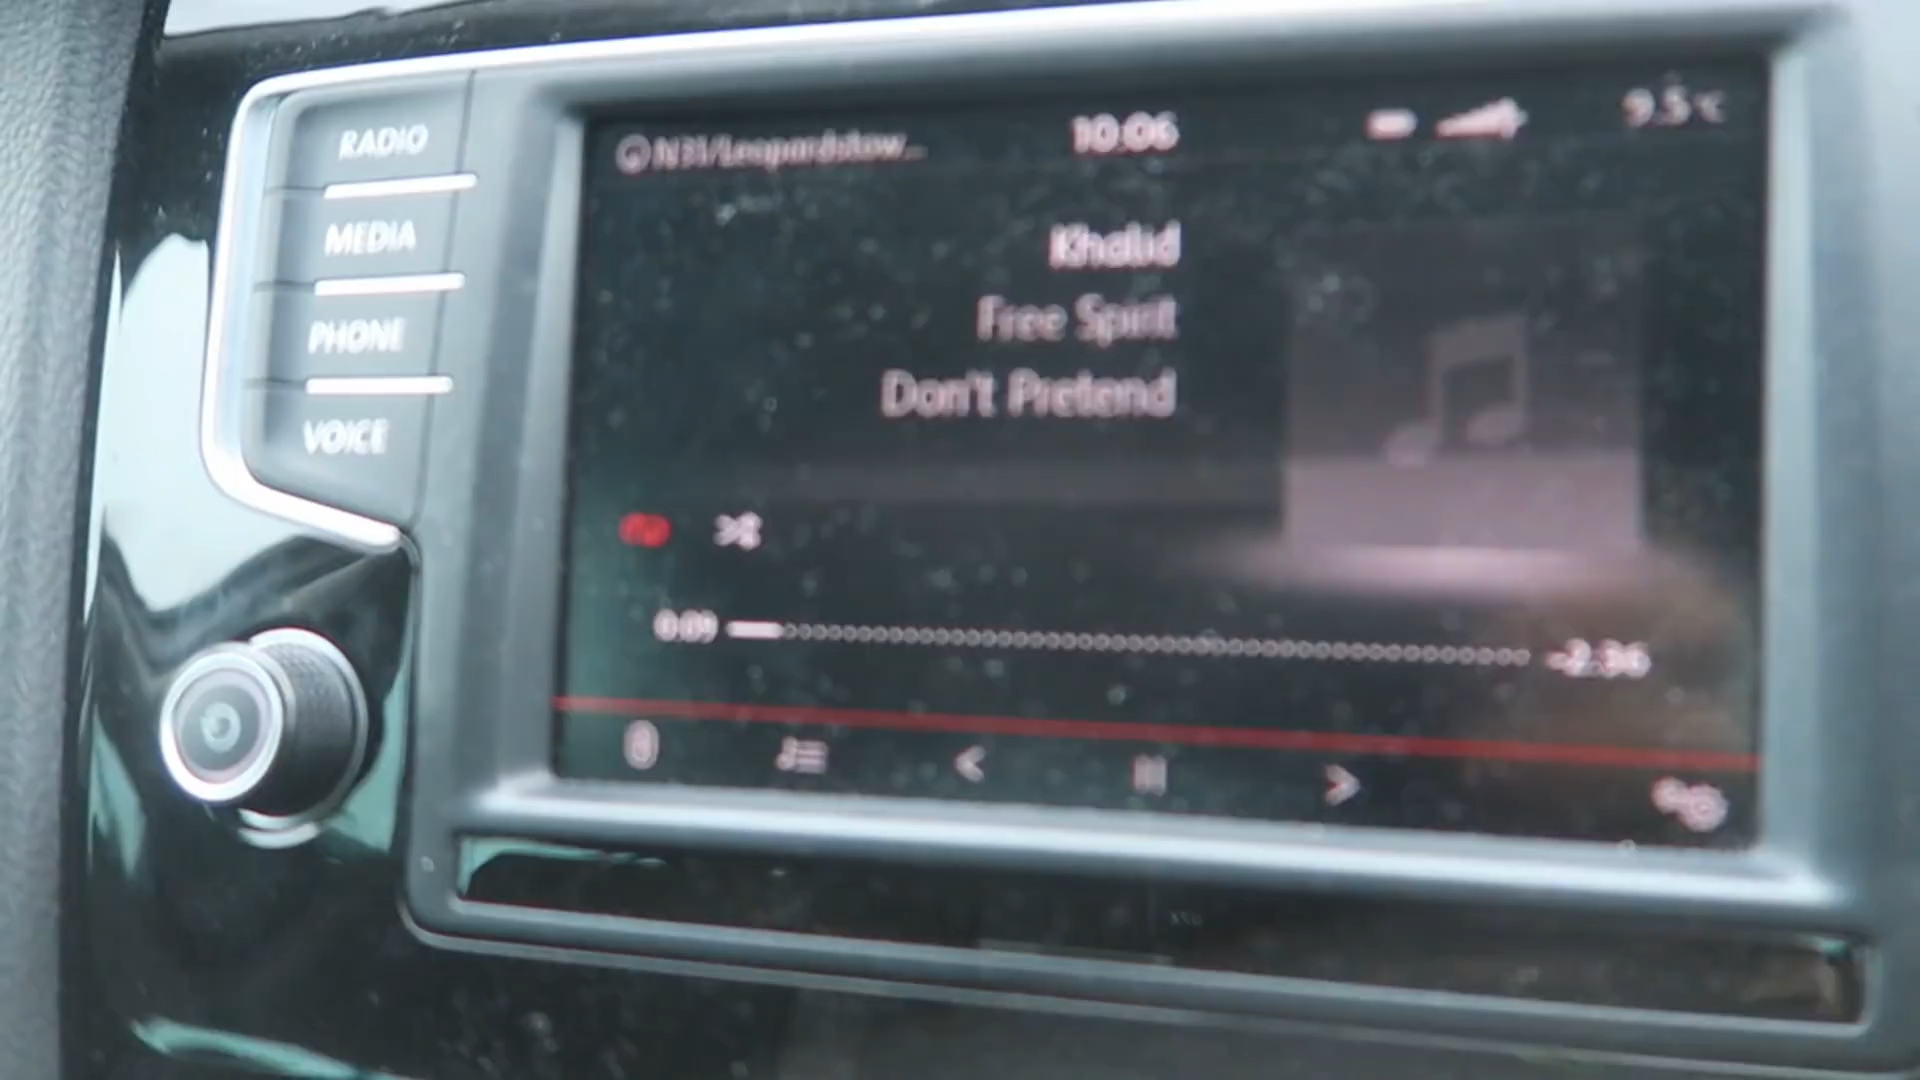 RADIO
MEDIA
PHONE
VOICE
N31/Leopardstow...
10:06
9.5°C
Khalid
Free Spirit
Don't Pretend
0:09
-2:36